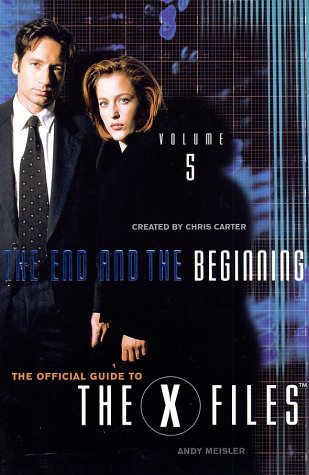 VOLUME
5
CREATED BY CHRIS CARTER
THE END AND THE BEGINNING
THE OFFICIAL GUIDE TO
THE X FILES™
ANDY MEISLER